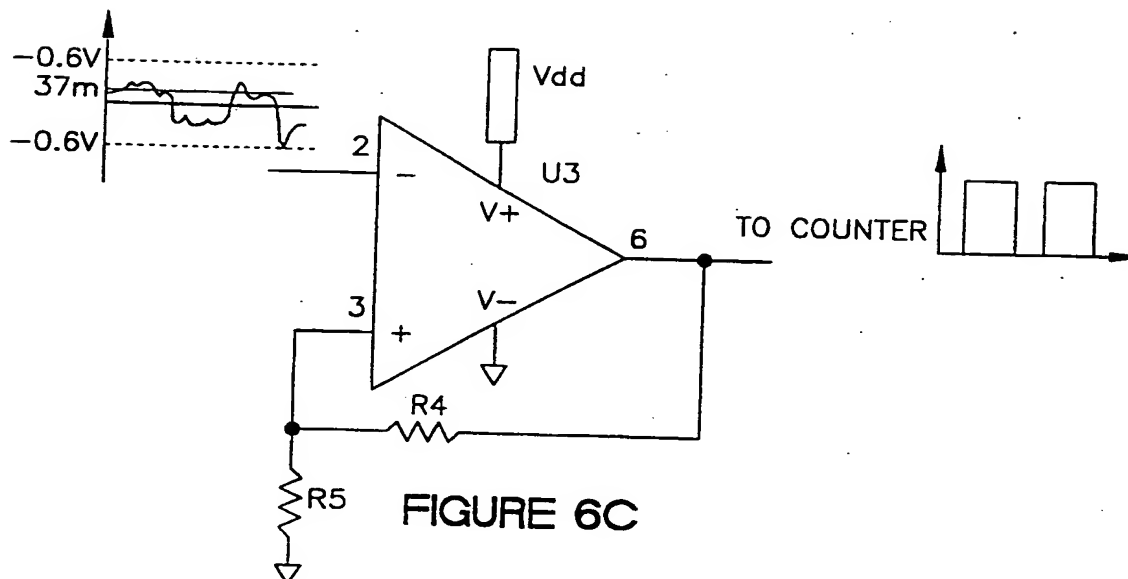 -0.6V
37m
-0.6V
Vdd
2
-
U3
V+
6
TO COUNTER
3
+
V-
R4
R5
FIGURE 6C